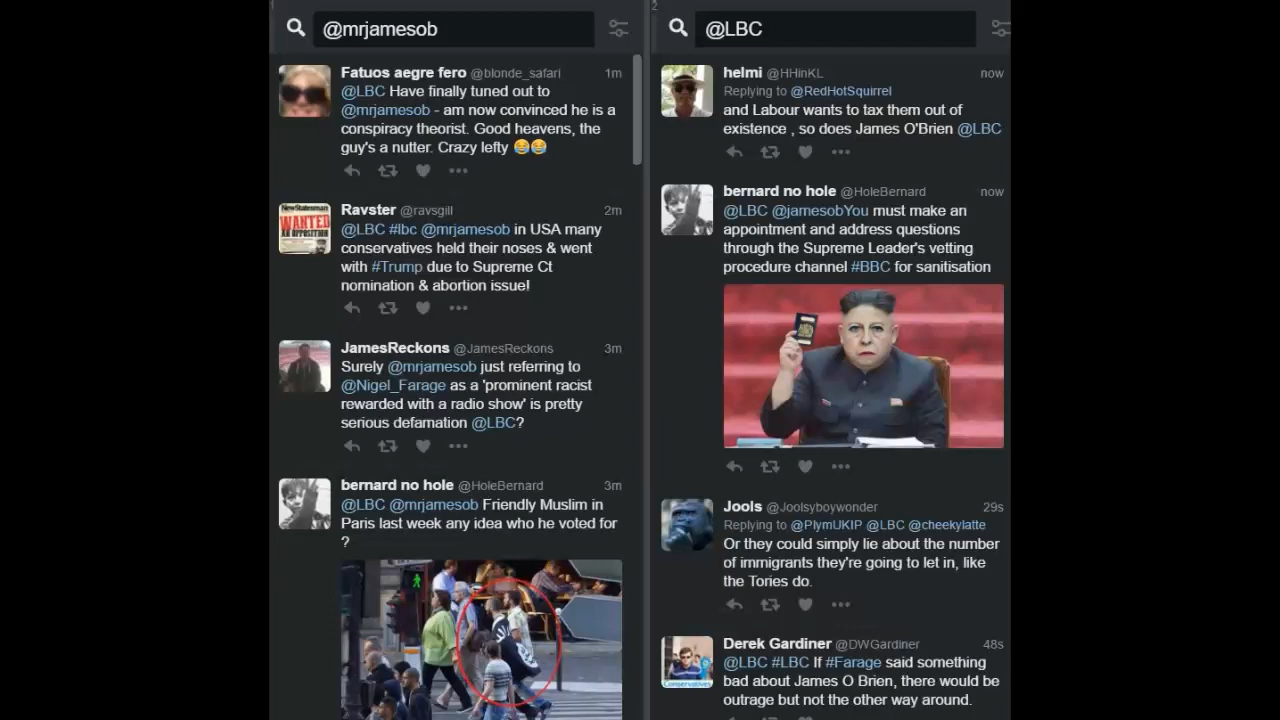 1
@mrjamesob
Fatuos aegre fero @blonde_safari 1m
@LBC Have finally tuned out to
@mrjamesob - am now convinced he is a
conspiracy theorist. Good heavens, the
guy's a nutter. Crazy lefty 😂😂
Ravster @ravsgill 2m
NewStatesman
WANTED
AN OPPOSITION
@LBC #lbc @mrjamesob in USA many
conservatives held their noses & went
with #Trump due to Supreme Ct
nomination & abortion issue!
JamesReckons @JamesReckons 3m
Surely @mrjamesob just referring to
@Nigel_Farage as a 'prominent racist
rewarded with a radio show' is pretty
serious defamation @LBC?
bernard no hole @HoleBernard 3m
@LBC @mrjamesob Friendly Muslim in
Paris last week any idea who he voted for
?
2
@LBC
helmi @HHinKL now
Replying to @RedHotSquirrel
and Labour wants to tax them out of
existence , so does James O'Brien @LBC
bernard no hole @HoleBernard now
@LBC @jamesobYou must make an
appointment and address questions
through the Supreme Leader's vetting
procedure channel #BBC for sanitisation
Jools @Joolsyboywonder 29s
Replying to @PlymUKIP @LBC @cheekylatte
Or they could simply lie about the number
of immigrants they're going to let in, like
the Tories do.
Derek Gardiner @DWGardiner 48s
Conservatives
@LBC #LBC If #Farage said something
bad about James O Brien, there would be
outrage but not the other way around.